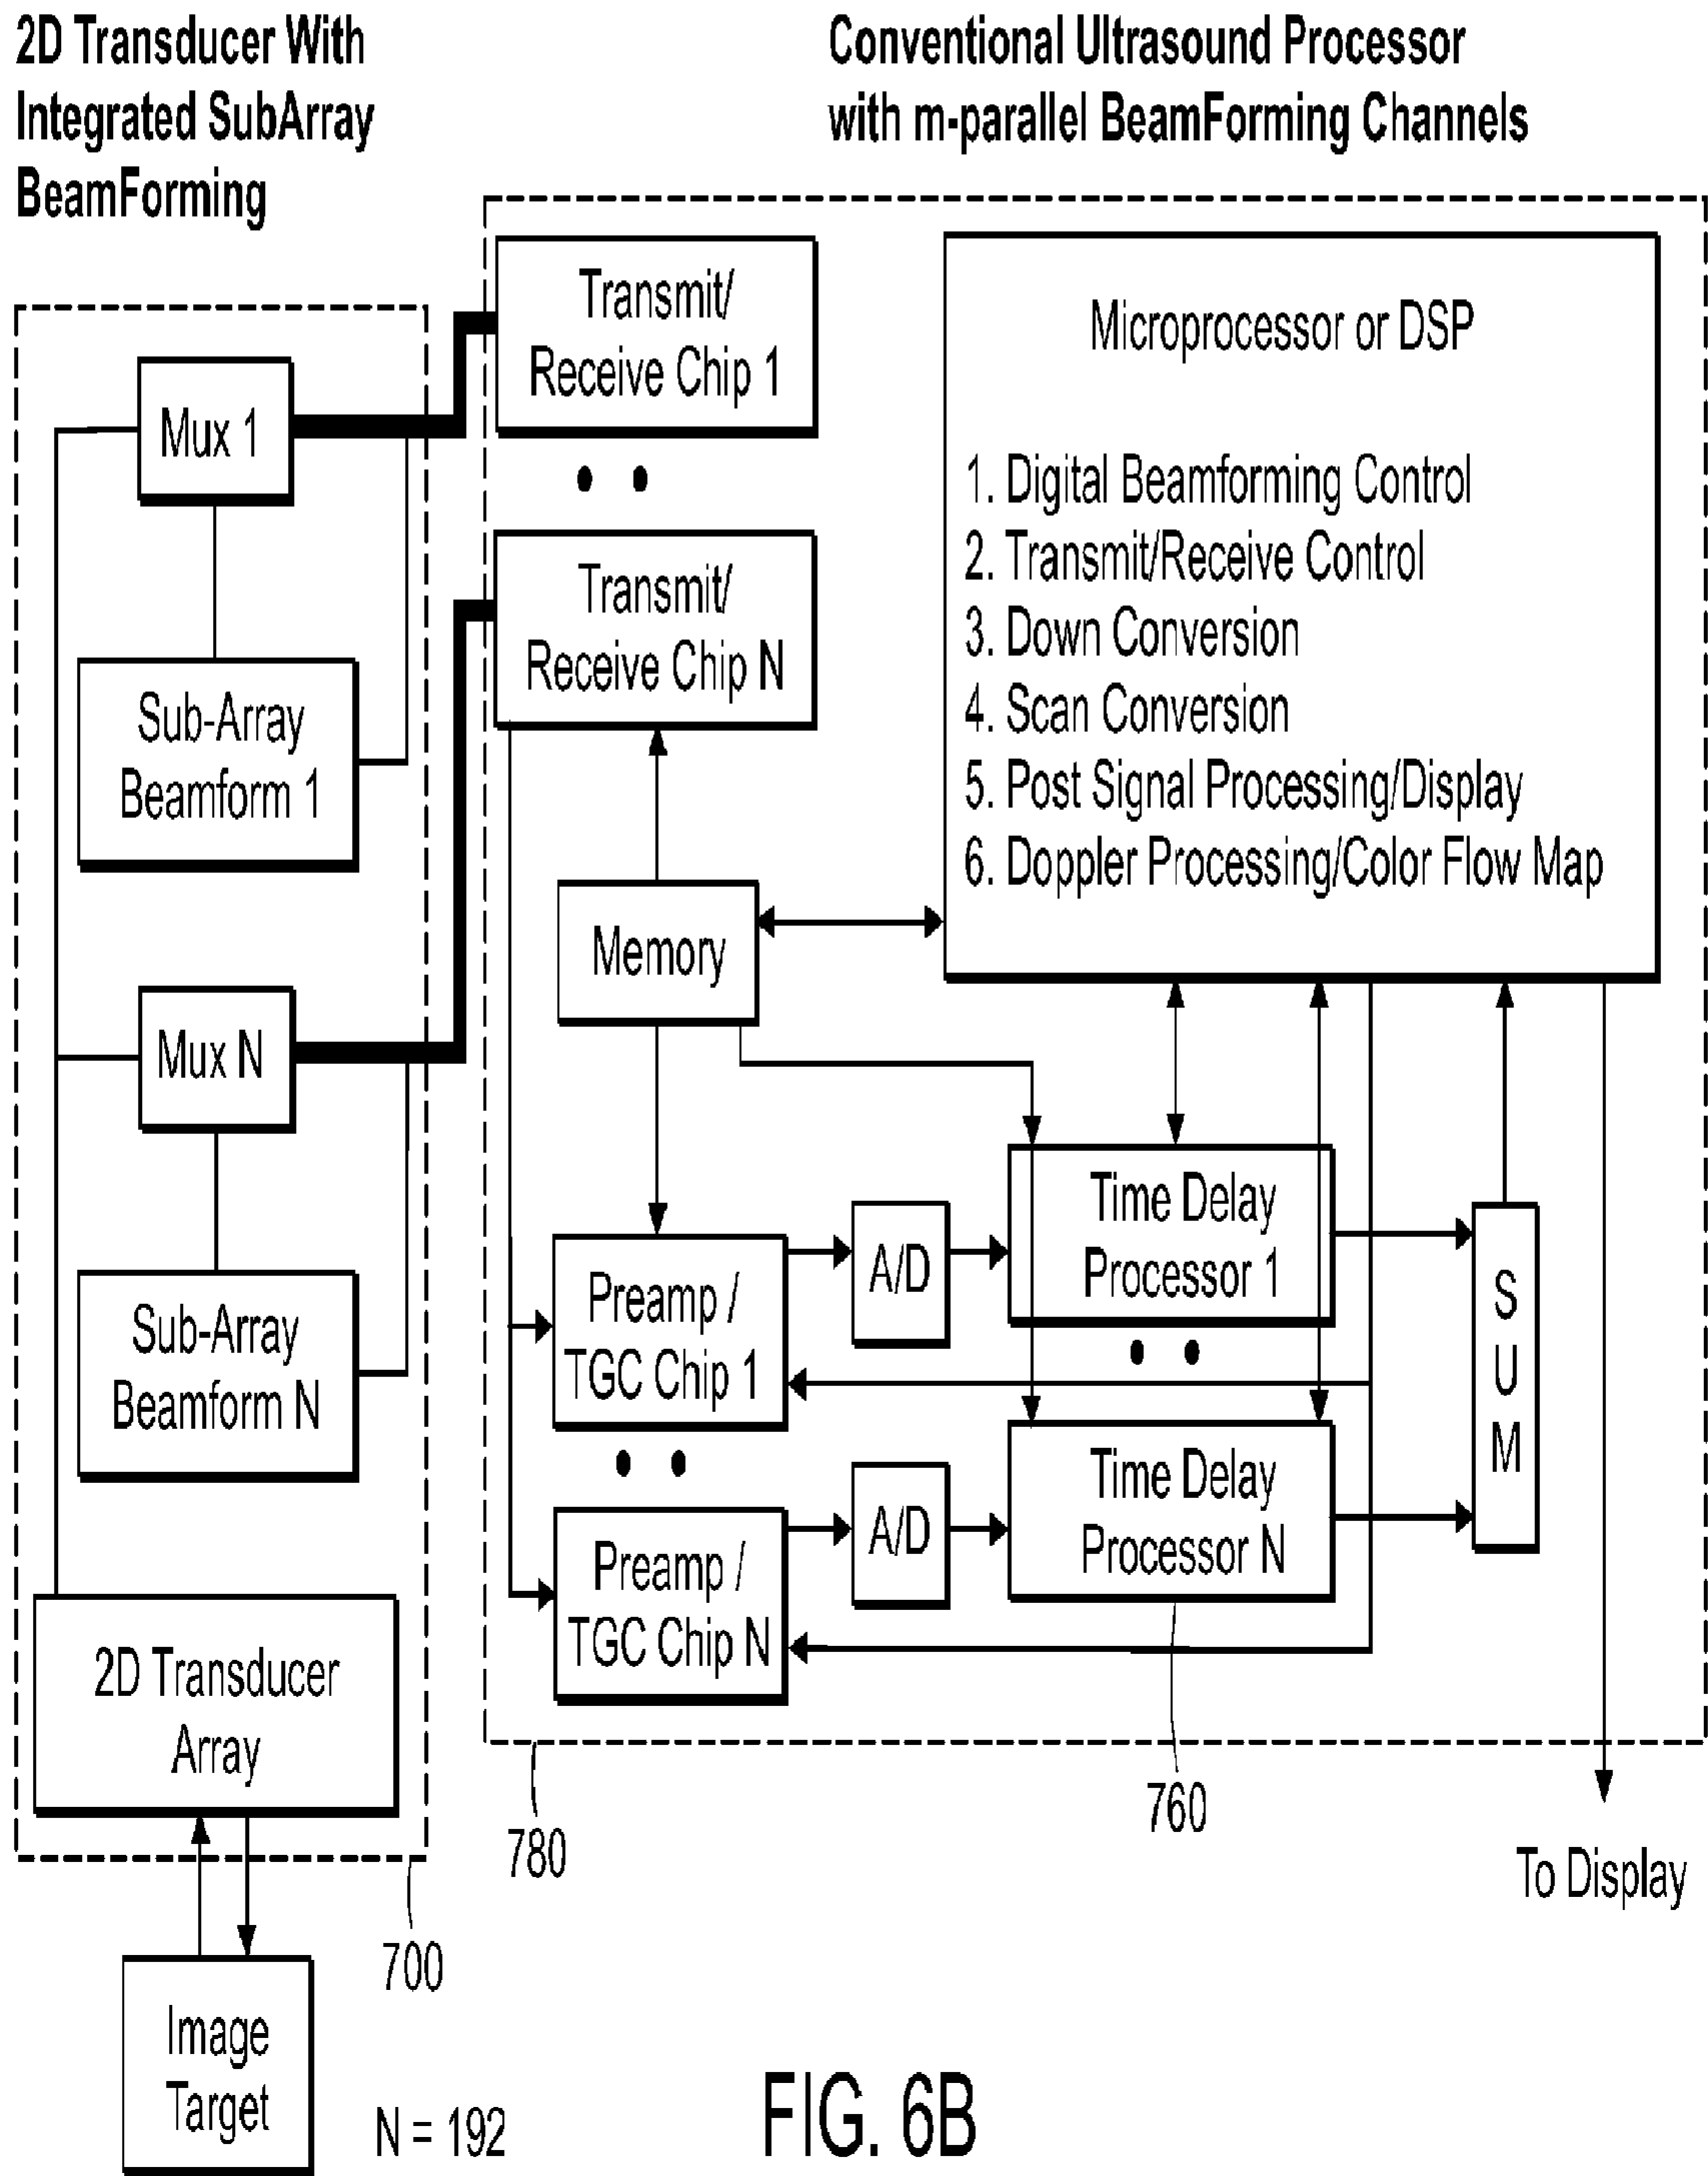 2D Transducer With
Integrated SubArray
BeamForming
Conventional Ultrasound Processor
with m-parallel BeamForming Channels
Mux 1
Sub-Array
Beamform 1
Mux N
Sub-Array
Beamform N
2D Transducer
Array
700
Image
Target
N = 192
Transmit/
Receive Chip 1
Transmit/
Receive Chip N
Memory
Microprocessor or DSP
1. Digital Beamforming Control
2. Transmit/Receive Control
3. Down Conversion
4. Scan Conversion
5. Post Signal Processing/Display
6. Doppler Processing/Color Flow Map
Preamp /
TGC Chip 1
A/D
Time Delay
Processor 1
Preamp /
TGC Chip N
A/D
Time Delay
Processor N
S
U
M
780
760
To Display
FIG. 6B